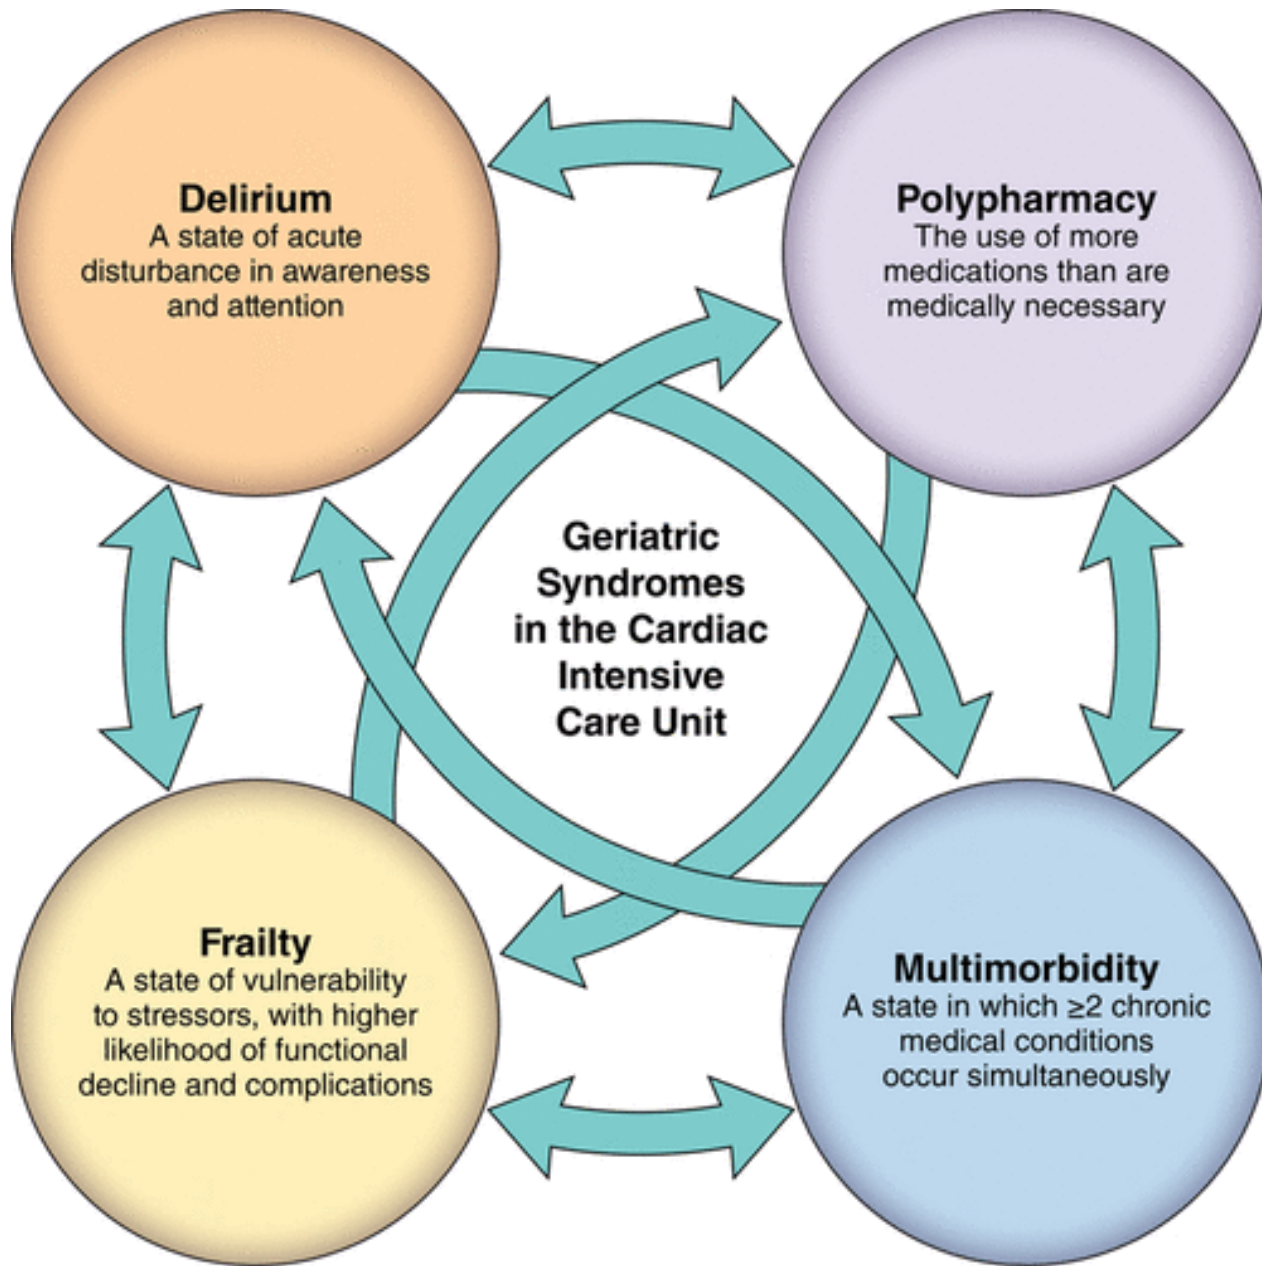 Delirium
A state of acute
disturbance in awareness
and attention
Polypharmacy
The use of more
medications than are
medically necessary
Geriatric
Syndromes
in the Cardiac
Intensive
Care Unit
Frailty
A state of vulnerability
to stressors, with higher
likelihood of functional
decline and complications
Multimorbidity
A state in which ≥2 chronic
medical conditions
occur simultaneously